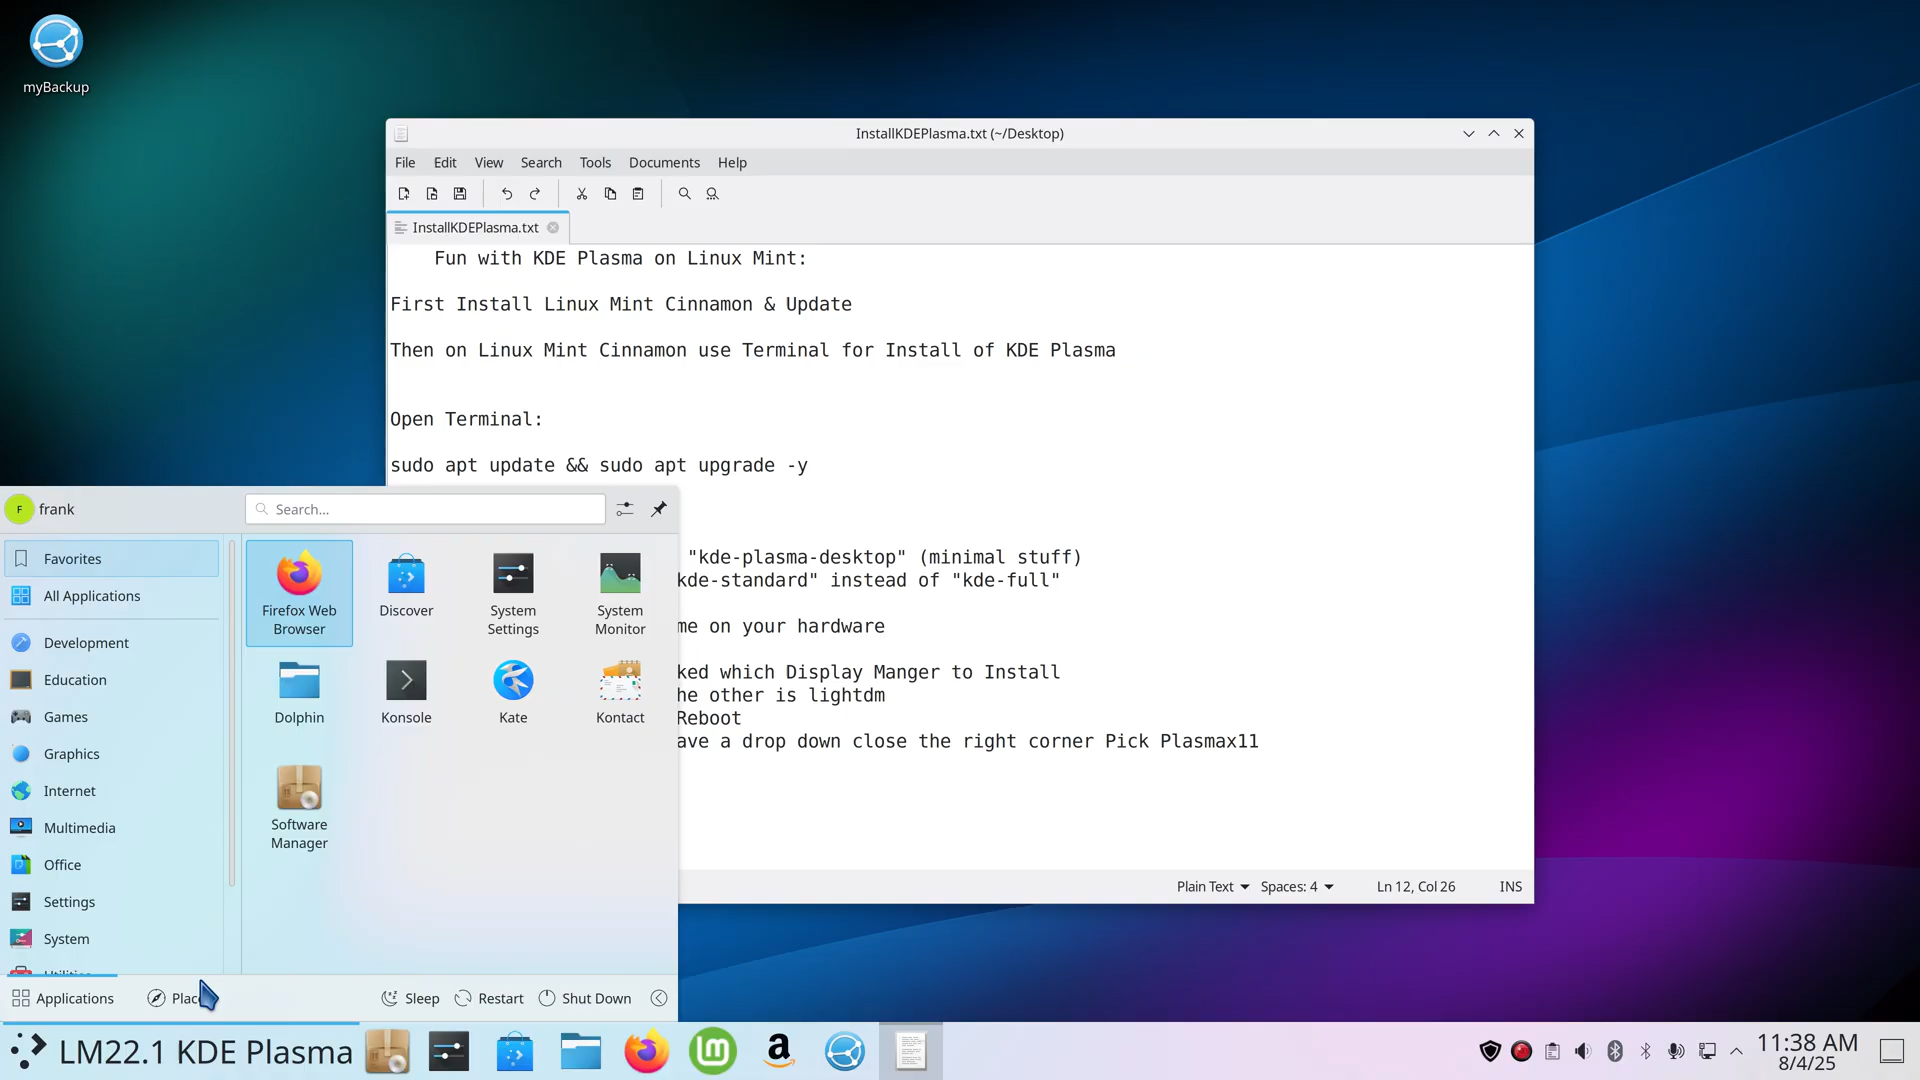 myBackup
InstallKDEPlasma.txt (~/Desktop)
File Edit View Search Tools Documents Help
InstallKDEPlasma.txt
Fun with KDE Plasma on Linux Mint:
First Install Linux Mint Cinnamon & Update
Then on Linux Mint Cinnamon use Terminal for Install of KDE Plasma
Open Terminal:
sudo apt update && sudo apt upgrade -y
"kde-plasma-desktop" (minimal stuff)
kde-standard" instead of "kde-full"
me on your hardware
ked which Display Manger to Install
he other is lightdm
Reboot
ave a drop down close the right corner Pick Plasmax11
Plain Text Spaces: 4 Ln 12, Col 26 INS
F frank
Search...
Favorites
All Applications
Development
Education
Games
Graphics
Internet
Multimedia
Office
Settings
System
Utilities
Firefox Web Browser
Discover
System Settings
System Monitor
Dolphin
Konsole
Kate
Kontact
Software Manager
Applications
Sleep Restart Shut Down
LM22.1 KDE Plasma
11:38 AM
8/4/25